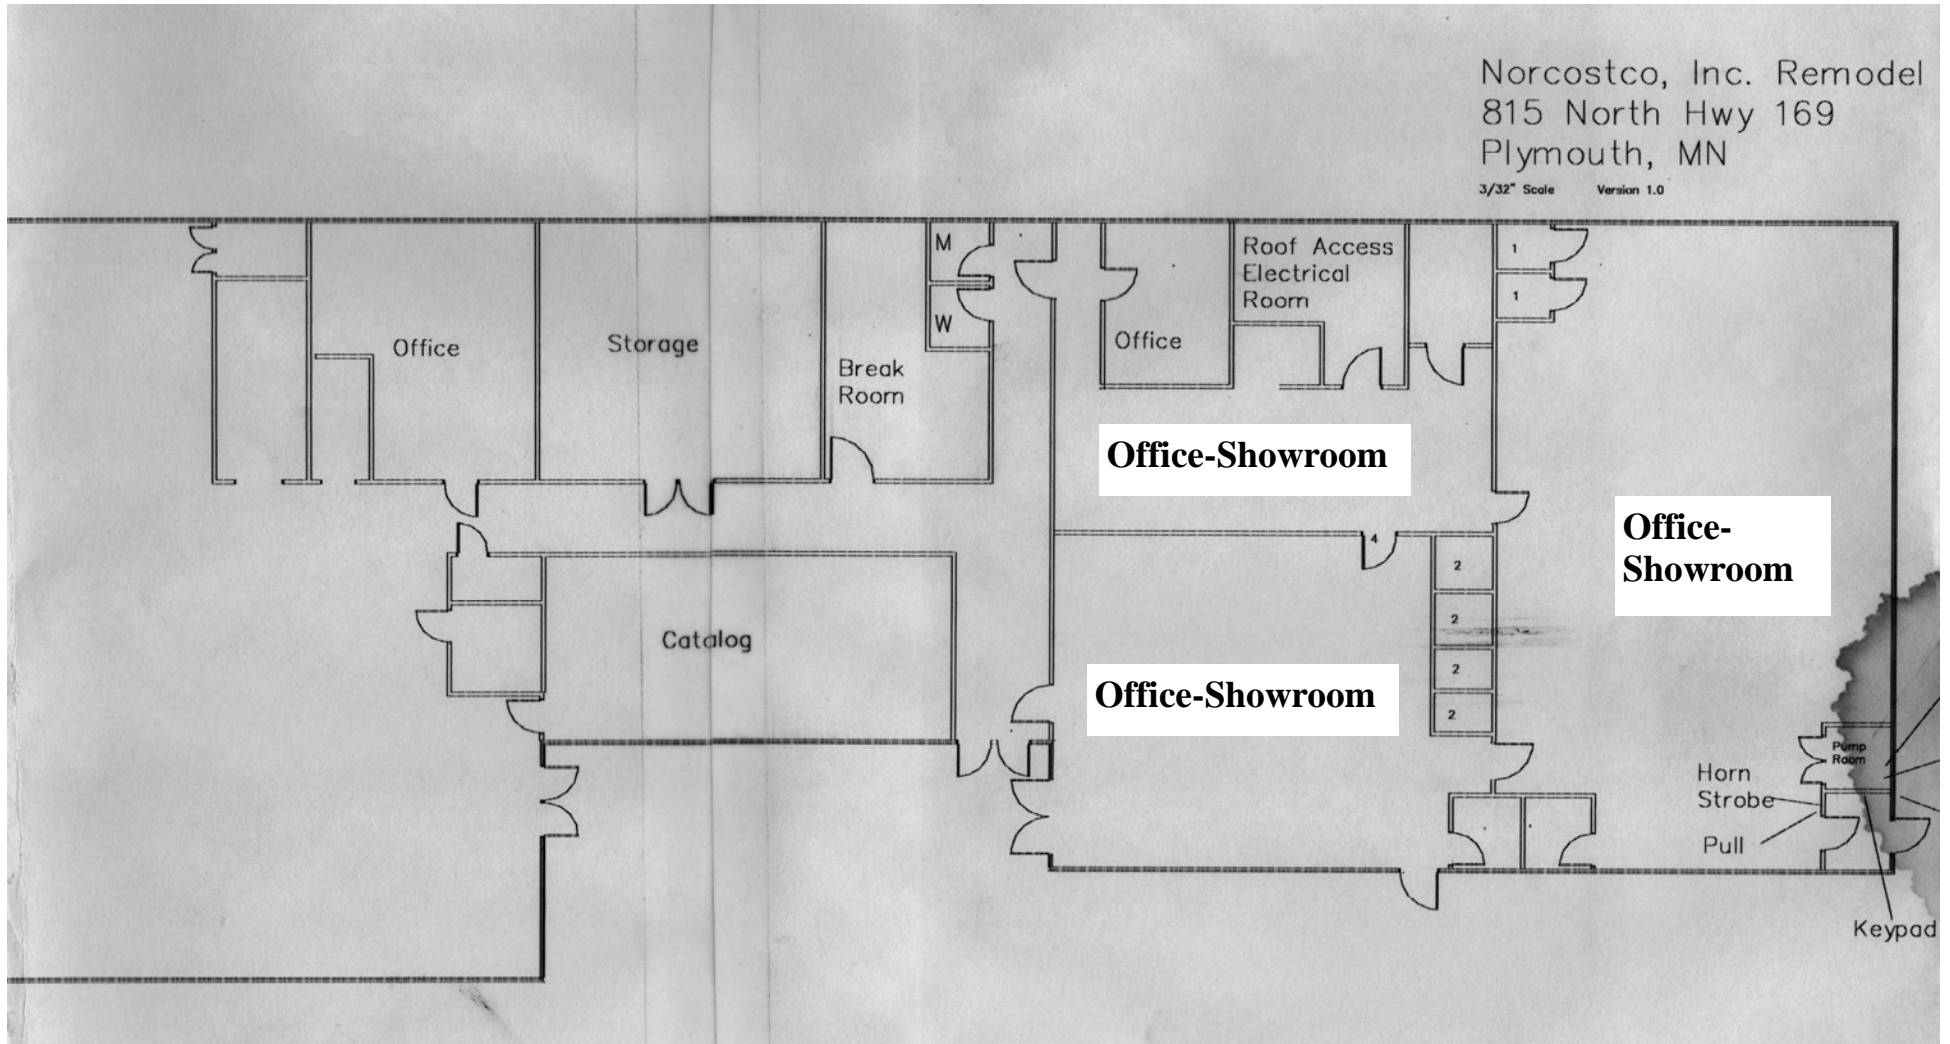 Norcostco, Inc. Remodel
815 North Hwy 169
Plymouth, MN
3/32" Scale Version 1.0
M
W
Office
Storage
Break
Room
Office
Roof Access
Electrical
Room
1
1
Office-Showroom
Office-
Showroom
4
2
2
2
2
Catalog
Office-Showroom
Pump
Room
Horn
Strobe
Pull
Keypad